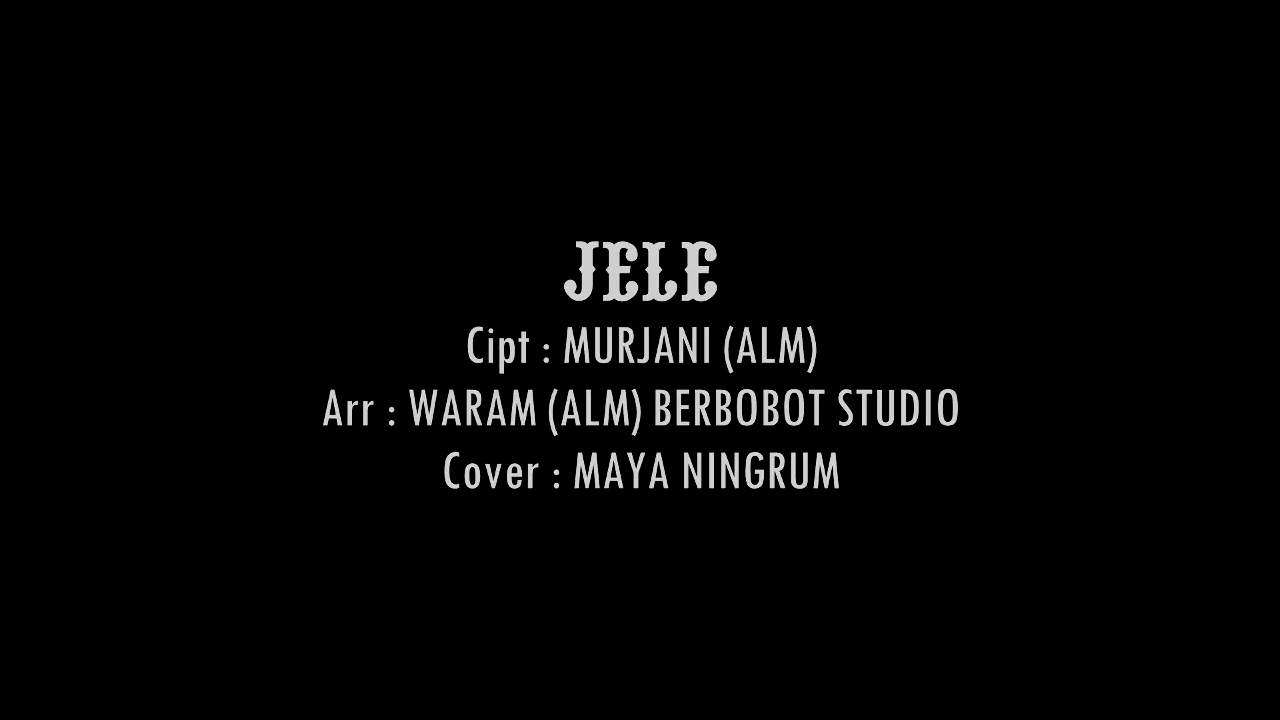 JELE
Cipt : MURJANI (ALM)
Arr : WARAM (ALM) BERBOBOT STUDIO
Cover : MAYA NINGRUM